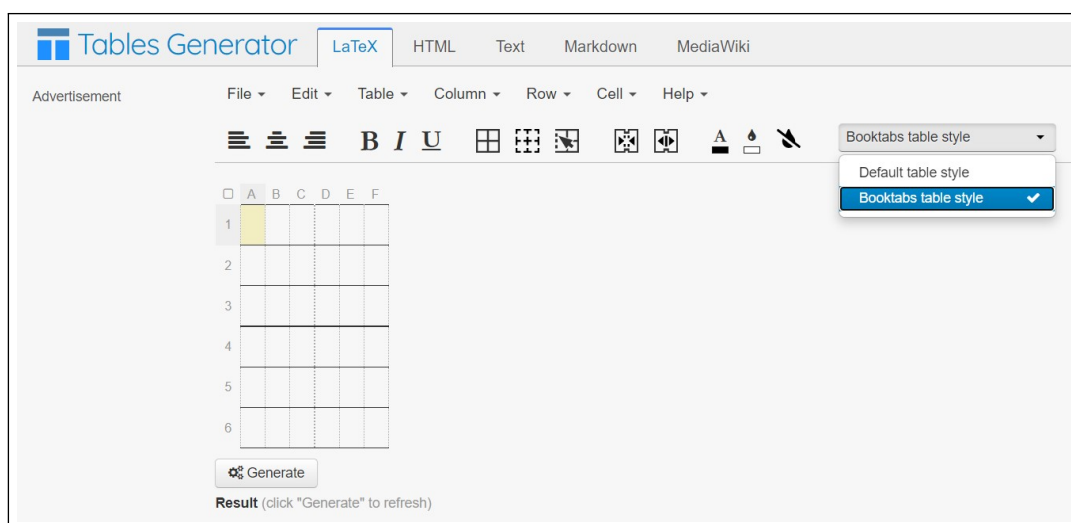 Tables Generator LaTeX HTML Text Markdown MediaWiki
Advertisement File Edit Table Column Row Cell Help
B I U A Booktabs table style
Default table style
Booktabs table style
A B C D E F
1
2
3
4
5
6
Generate
Result (click "Generate" to refresh)